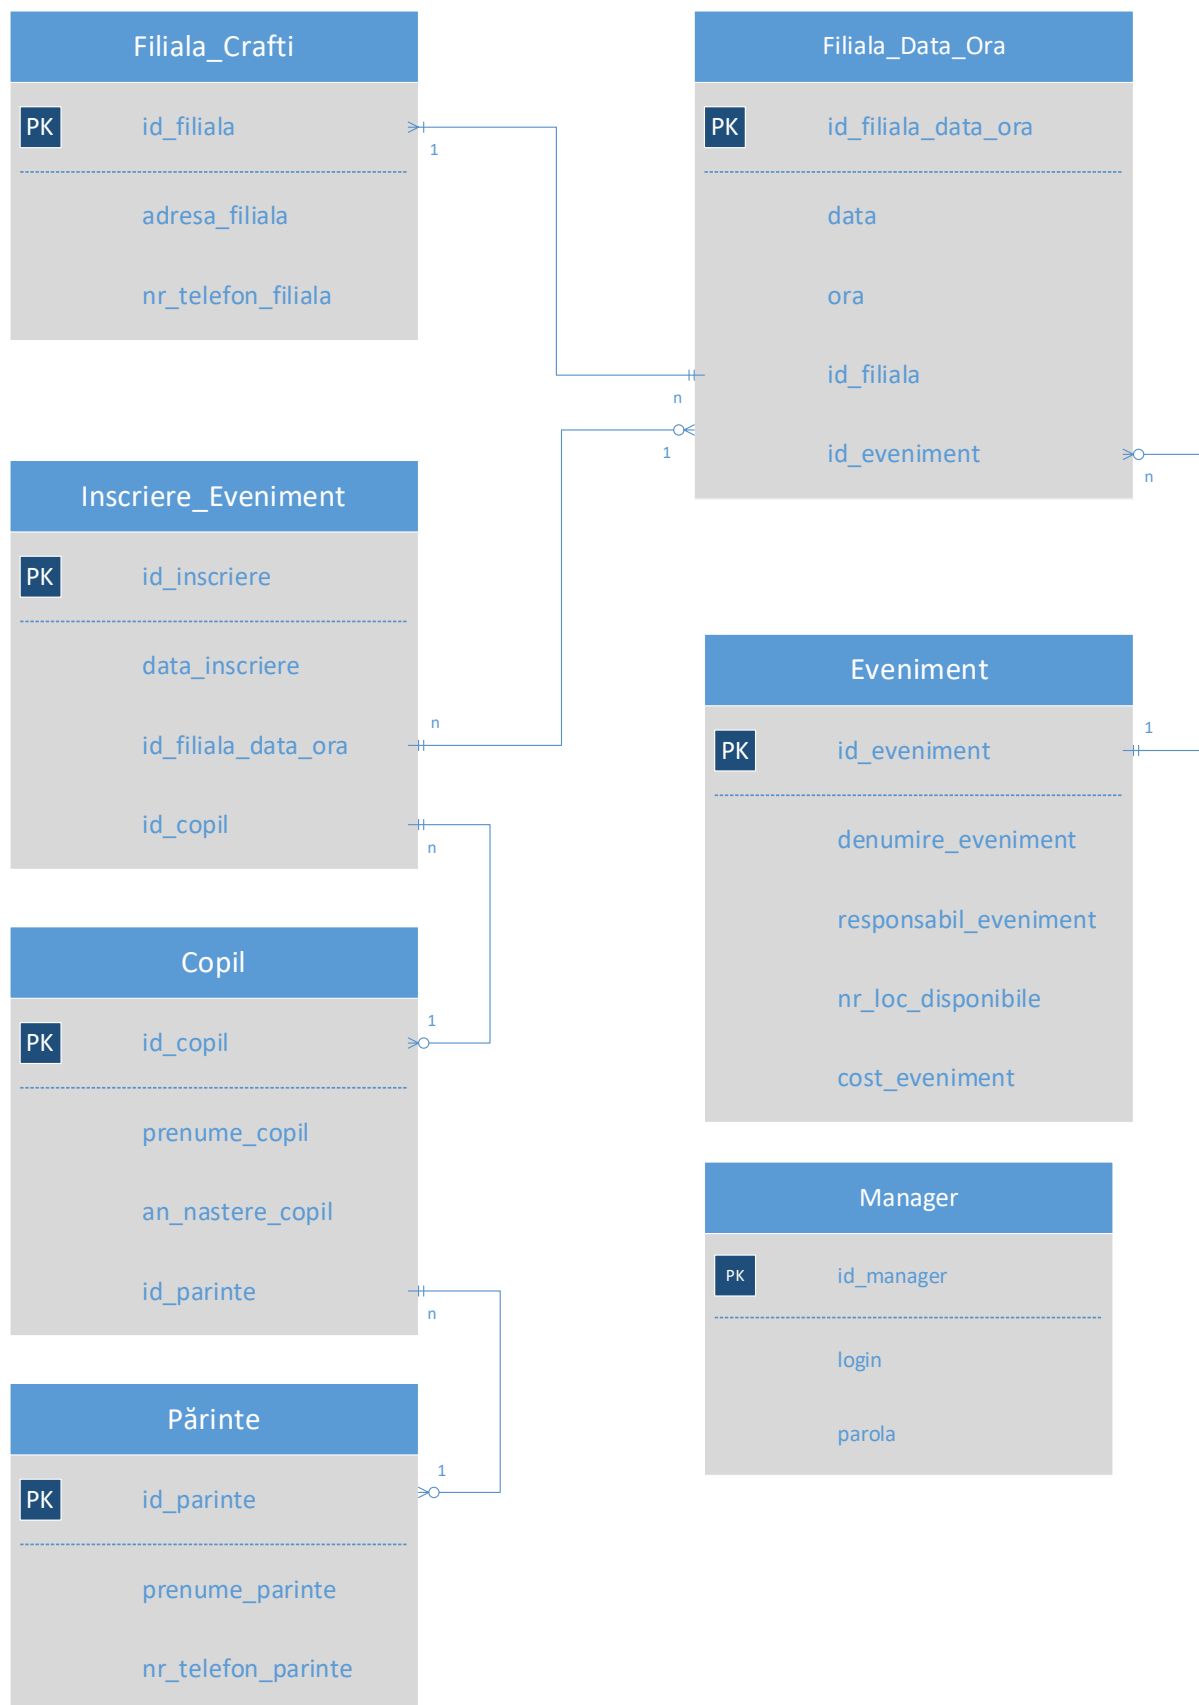 Filiala_Crafti
PK id_filiala
1
adresa_filiala
nr_telefon_filiala
Filiala_Data_Ora
PK id_filiala_data_ora
data
ora
id_filiala
n
1
id_eveniment
n
Inscriere_Eveniment
PK id_inscriere
data_inscriere
n
id_filiala_data_ora
id_copil
n
Eveniment
1
PK id_eveniment
denumire_eveniment
responsabil_eveniment
nr_loc_disponibile
cost_eveniment
Copil
1
PK id_copil
prenume_copil
an_nastere_copil
id_parinte
n
Manager
PK id_manager
login
parola
Părinte
1
PK id_parinte
prenume_parinte
nr_telefon_parinte